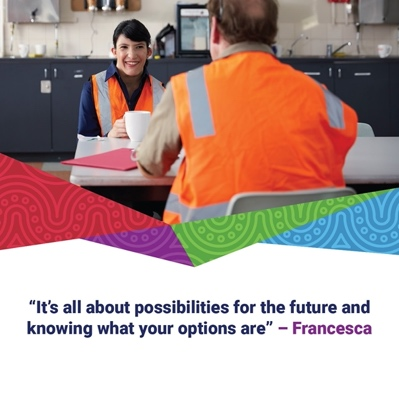 “It’s all about possibilities for the future and
knowing what your options are” – Francesca